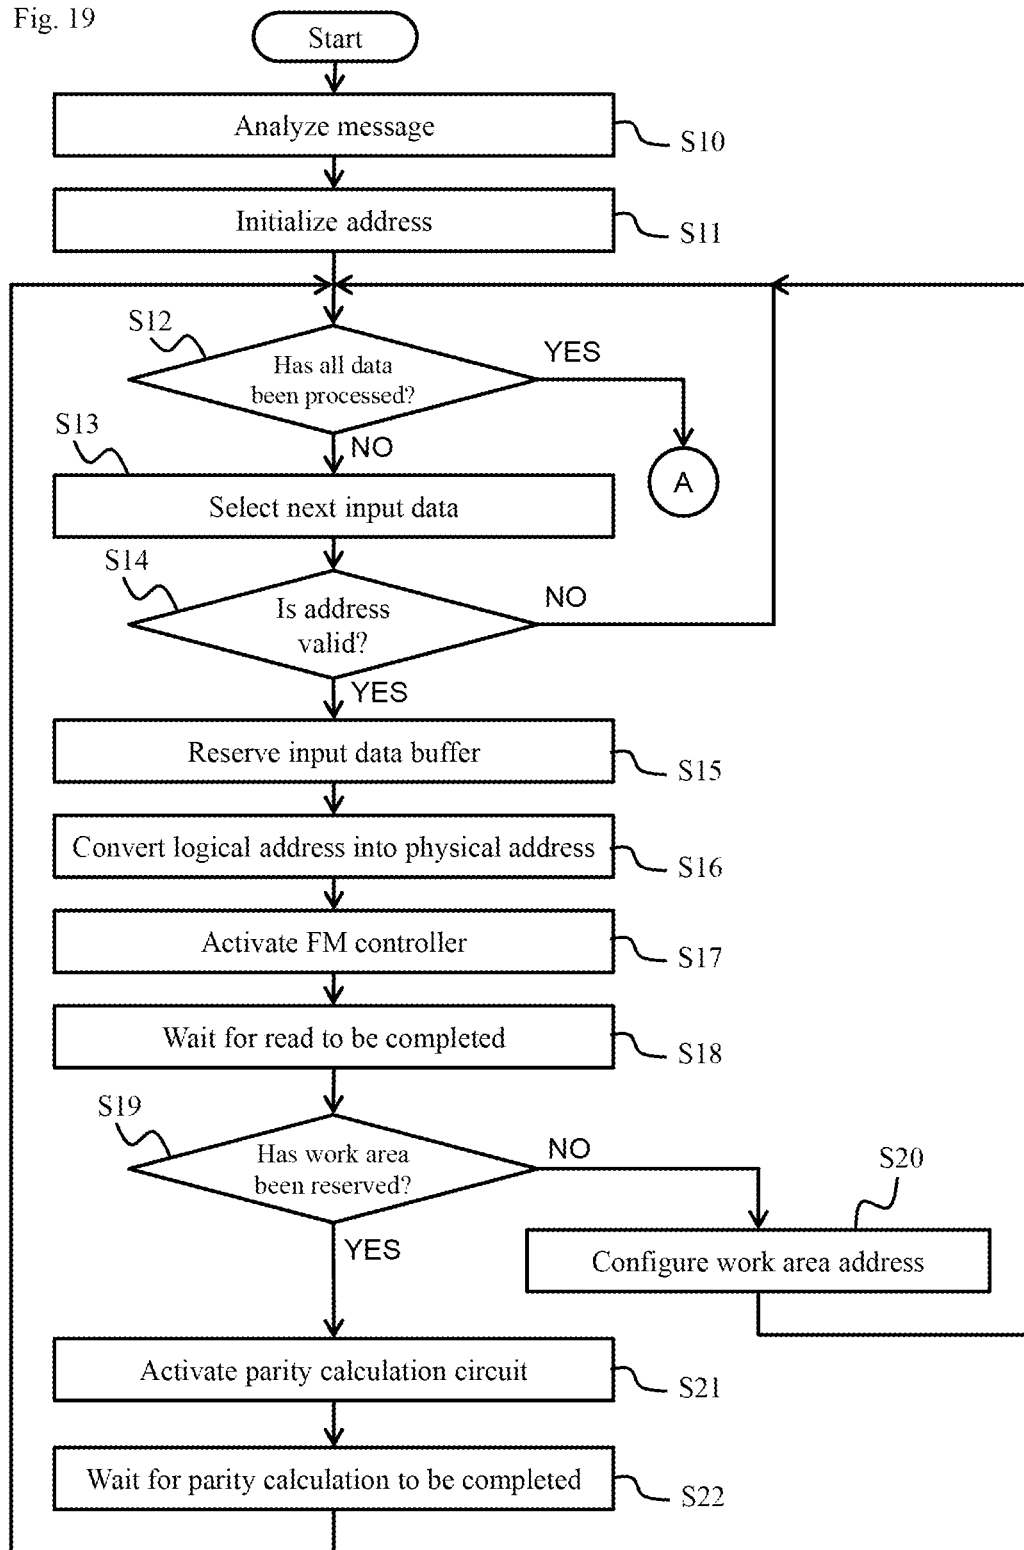 Fig. 19
Start
Analyze message
S10
Initialize address
S11
S12
Has all data
been processed?
YES
NO
A
S13
Select next input data
S14
Is address
valid?
NO
YES
Reserve input data buffer
S15
Convert logical address into physical address
S16
Activate FM controller
S17
Wait for read to be completed
S18
S19
Has work area
been reserved?
NO
YES
S20
Configure work area address
Activate parity calculation circuit
S21
Wait for parity calculation to be completed
S22